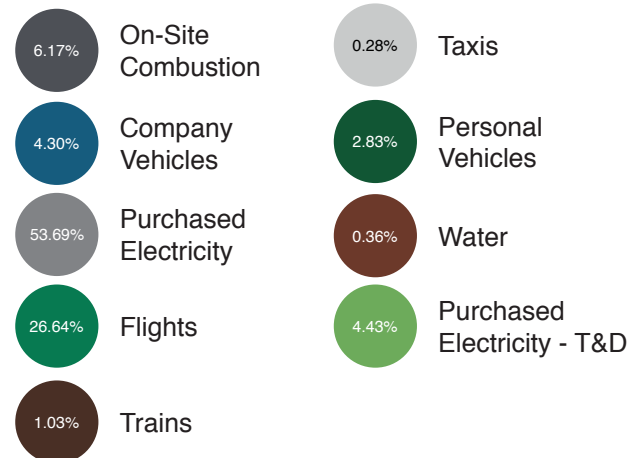 6.17%
On-Site
Combustion
4.30%
Company
Vehicles
53.69%
Purchased
Electricity
26.64%
Flights
1.03%
Trains
0.28%
Taxis
2.83%
Personal
Vehicles
0.36%
Water
4.43%
Purchased
Electricity - T&D